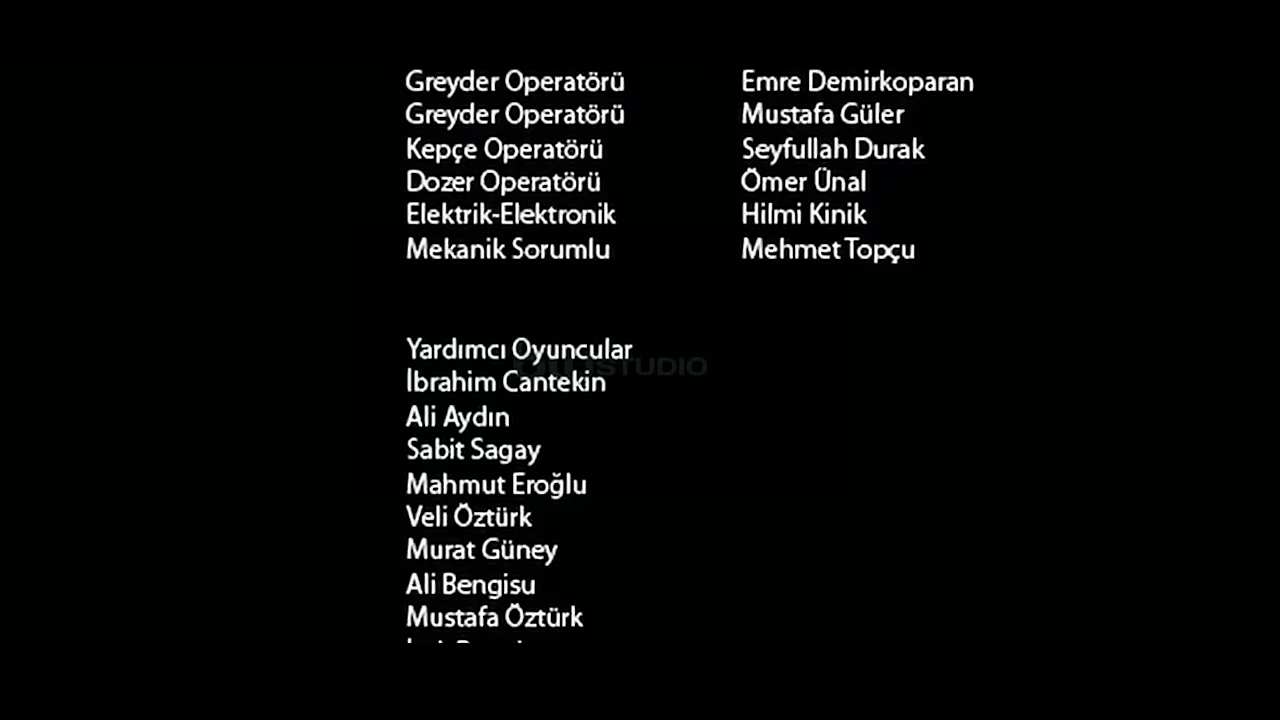 Greyder Operatörü Emre Demirkoparan
Greyder Operatörü Mustafa Güler
Kepçe Operatörü Seyfullah Durak
Dozer Operatörü Ömer Ünal
Elektrik-Elektronik Hilmi Kinik
Mekanik Sorumlu Mehmet Topçu
Yardımcı Oyuncular
İbrahim Cantekin
Ali Aydın
Sabit Sagay
Mahmut Eroğlu
Veli Öztürk
Murat Güney
Ali Bengisu
Mustafa Öztürk